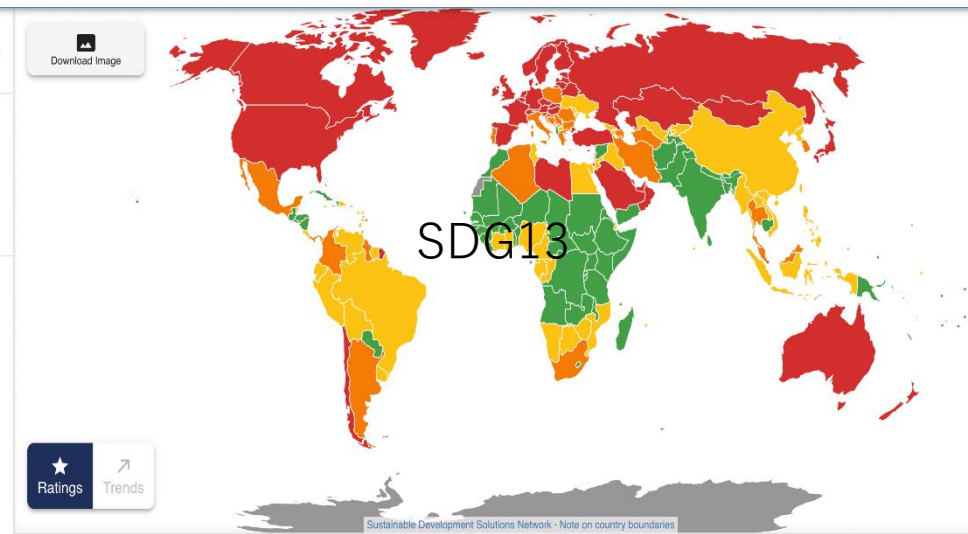 Download Image
SDG13
Ratings
Trends
Sustainable Development Solutions Network · Note on country boundaries